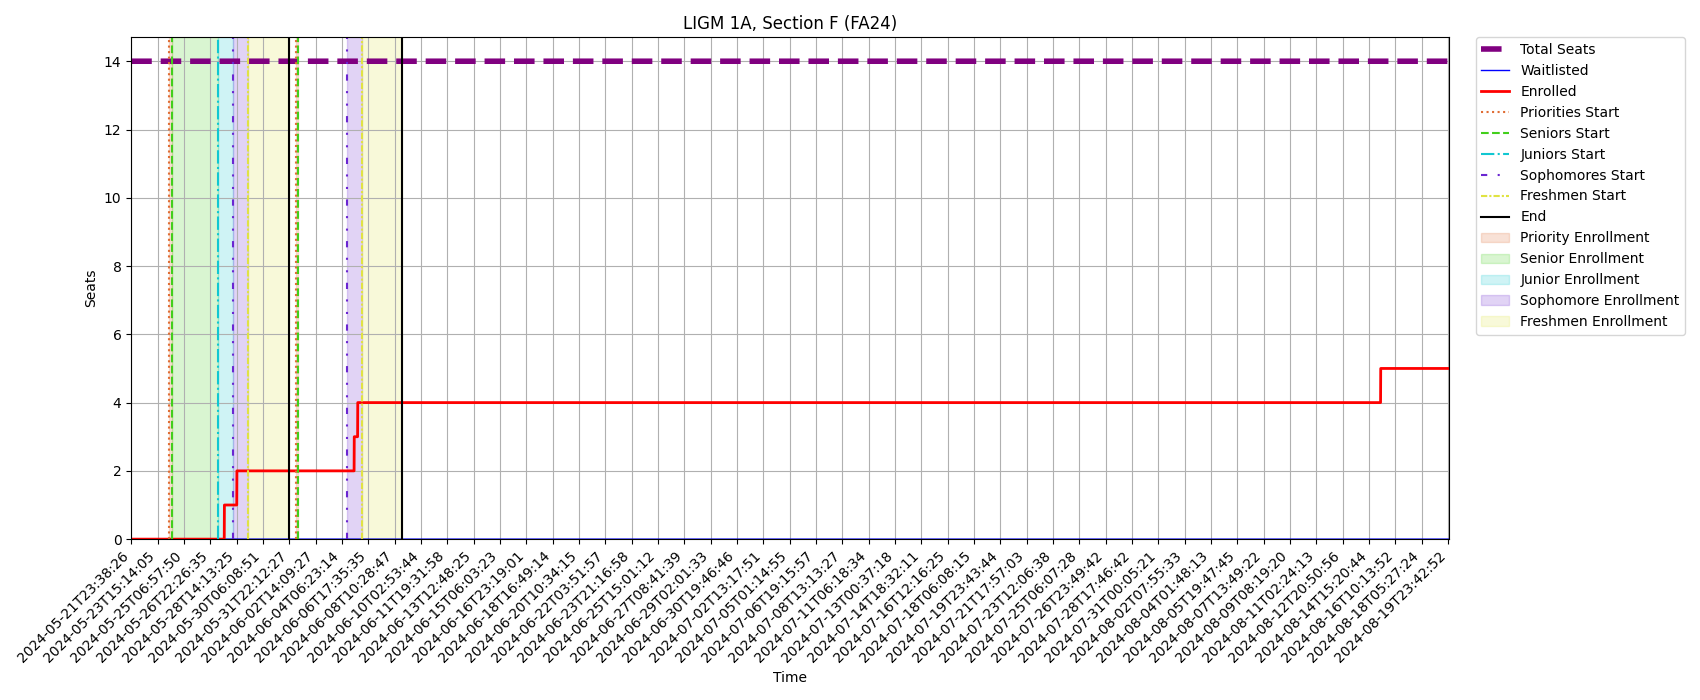 LIGM 1A, Section F (FA24)
14
12
10
8
6
4
2
0
Seats
2024-05-21T23:38:26
2024-05-23T15:14:05
2024-05-25T06:57:50
2024-05-26T22:26:35
2024-05-28T14:13:25
2024-05-30T06:08:51
2024-05-31T22:12:27
2024-06-02T14:09:27
2024-06-04T06:23:14
2024-06-06T17:35:35
2024-06-08T10:28:47
2024-06-10T02:53:44
2024-06-11T19:31:58
2024-06-13T12:48:25
2024-06-15T06:03:23
2024-06-16T23:19:01
2024-06-18T16:49:14
2024-06-20T10:34:15
2024-06-22T03:51:57
2024-06-23T21:16:58
2024-06-25T15:01:12
2024-06-27T08:41:39
2024-06-29T02:01:33
2024-06-30T19:46:46
2024-07-02T13:17:51
2024-07-05T01:14:55
2024-07-06T19:15:57
2024-07-08T13:13:27
2024-07-11T06:18:34
2024-07-13T00:37:18
2024-07-14T18:32:11
2024-07-16T12:16:25
2024-07-18T06:08:15
2024-07-19T23:43:44
2024-07-21T17:57:03
2024-07-23T12:06:38
2024-07-25T06:07:28
2024-07-26T23:49:42
2024-07-28T17:46:42
2024-07-31T00:05:21
2024-08-02T07:55:33
2024-08-04T01:48:13
2024-08-05T19:47:45
2024-08-07T13:49:22
2024-08-09T08:19:20
2024-08-11T02:24:13
2024-08-12T20:50:56
2024-08-14T15:20:44
2024-08-16T10:13:52
2024-08-18T05:27:24
2024-08-19T23:42:52
Time
Total Seats
Waitlisted
Enrolled
Priorities Start
Seniors Start
Juniors Start
Sophomores Start
Freshmen Start
End
Priority Enrollment
Senior Enrollment
Junior Enrollment
Sophomore Enrollment
Freshmen Enrollment